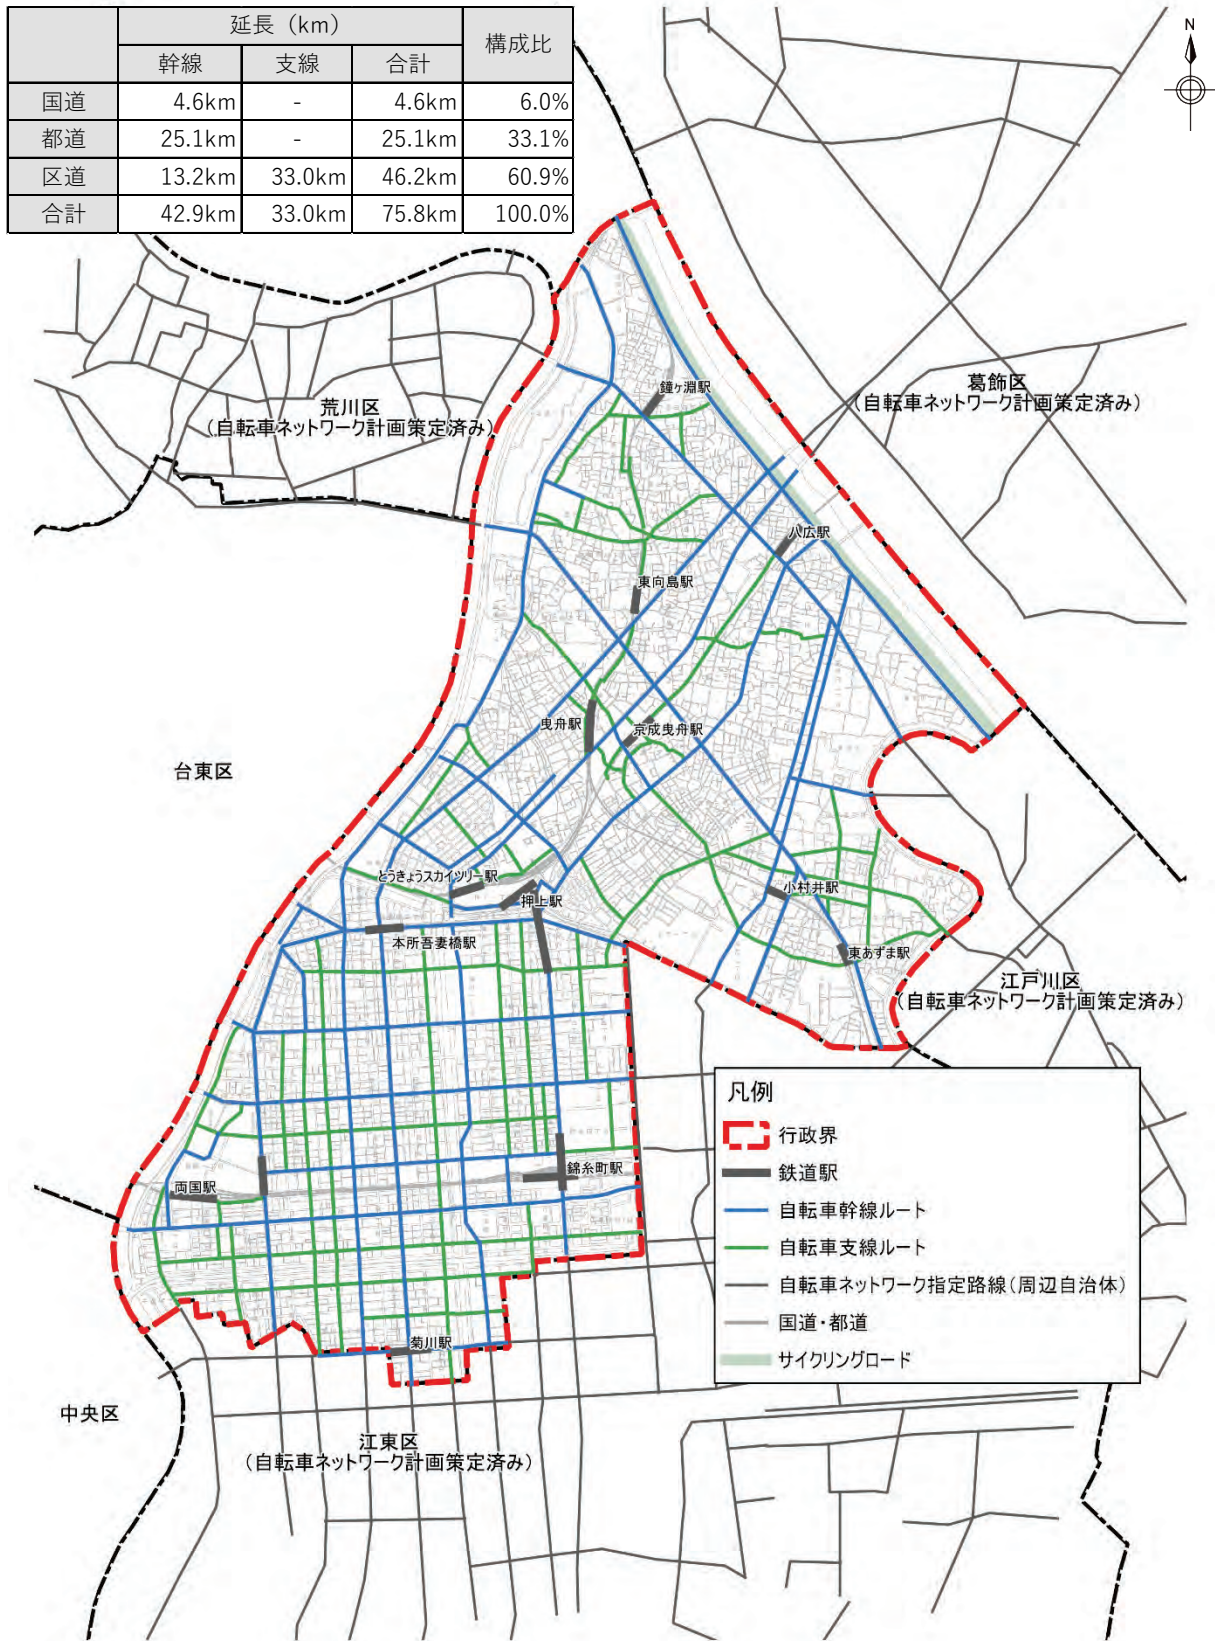 延長（km）
構成比
幹線 支線 合計
国道 4.6km - 4.6km 6.0%
都道 25.1km - 25.1km 33.1%
区道 13.2km 33.0km 46.2km 60.9%
合計 42.9km 33.0km 75.8km 100.0%
N
葛飾区
（自転車ネットワーク計画策定済み）
荒川区
（自転車ネットワーク計画策定済み）
鐘ヶ淵駅
八広駅
東向島駅
曳舟駅
京成曳舟駅
台東区
とうきょうスカイツリー駅
押上駅
小村井駅
本所吾妻橋駅
東あずま駅
江戸川区
（自転車ネットワーク計画策定済み）
両国駅
錦糸町駅
菊川駅
凡例
行政界
鉄道駅
自転車幹線ルート
自転車支線ルート
自転車ネットワーク指定路線（周辺自治体）
国道・都道
サイクリングロード
中央区
江東区
（自転車ネットワーク計画策定済み）